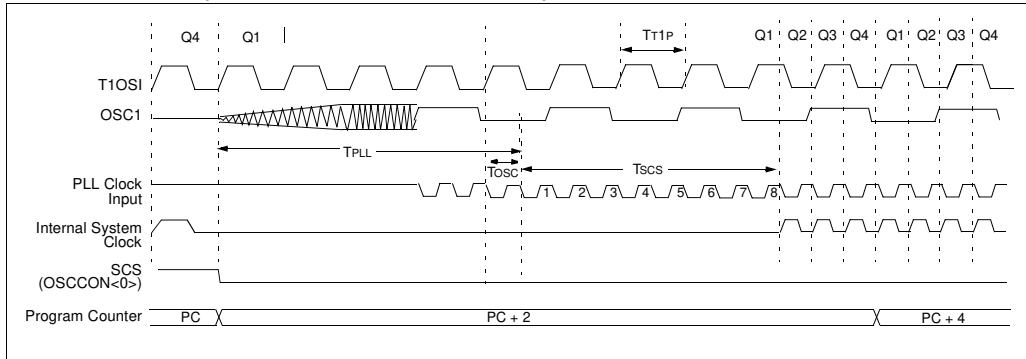 Q4 Q1 TT1P Q1 Q2 Q3 Q4 Q1 Q2 Q3 Q4
T1OSI
OSC1
TPLL
TOSC TSCS
PLL Clock
Input
1 2 3 4 5 6 7 8
Internal System
Clock
SCS
(OSCCON<0>)
Program Counter PC PC + 2 PC + 4